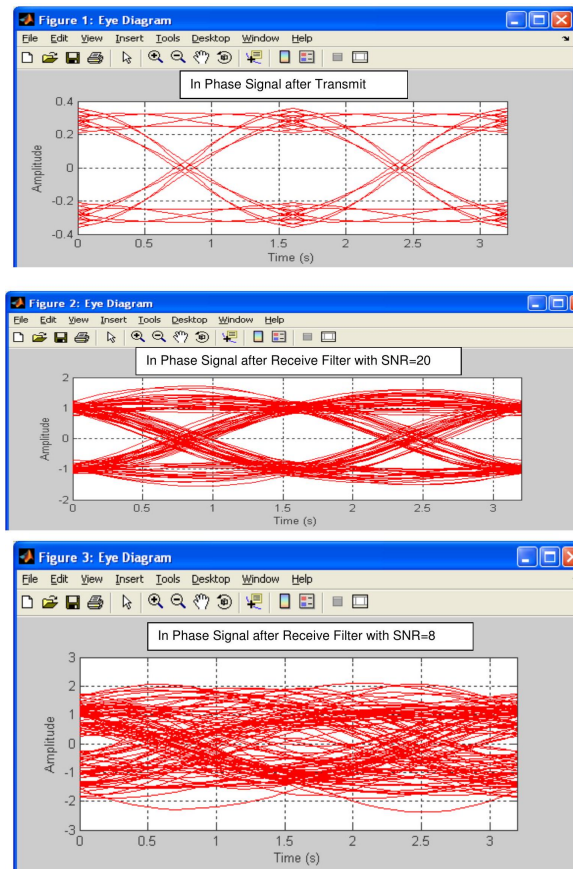 Figure 1: Eye Diagram
File Edit View Insert Tools Desktop Window Help
In Phase Signal after Transmit
0.4
0.2
0
-0.2
-0.4
Amplitude
0 0.5 1 1.5 2 2.5 3
Time (s)
Figure 2: Eye Diagram
File Edit View Insert Tools Desktop Window Help
In Phase Signal after Receive Filter with SNR=20
2
1
0
-1
-2
Amplitude
0 0.5 1 1.5 2 2.5 3
Time (s)
Figure 3: Eye Diagram
File Edit View Insert Tools Desktop Window Help
In Phase Signal after Receive Filter with SNR=8
3
2
1
0
-1
-2
-3
Amplitude
0 0.5 1 1.5 2 2.5 3
Time (s)